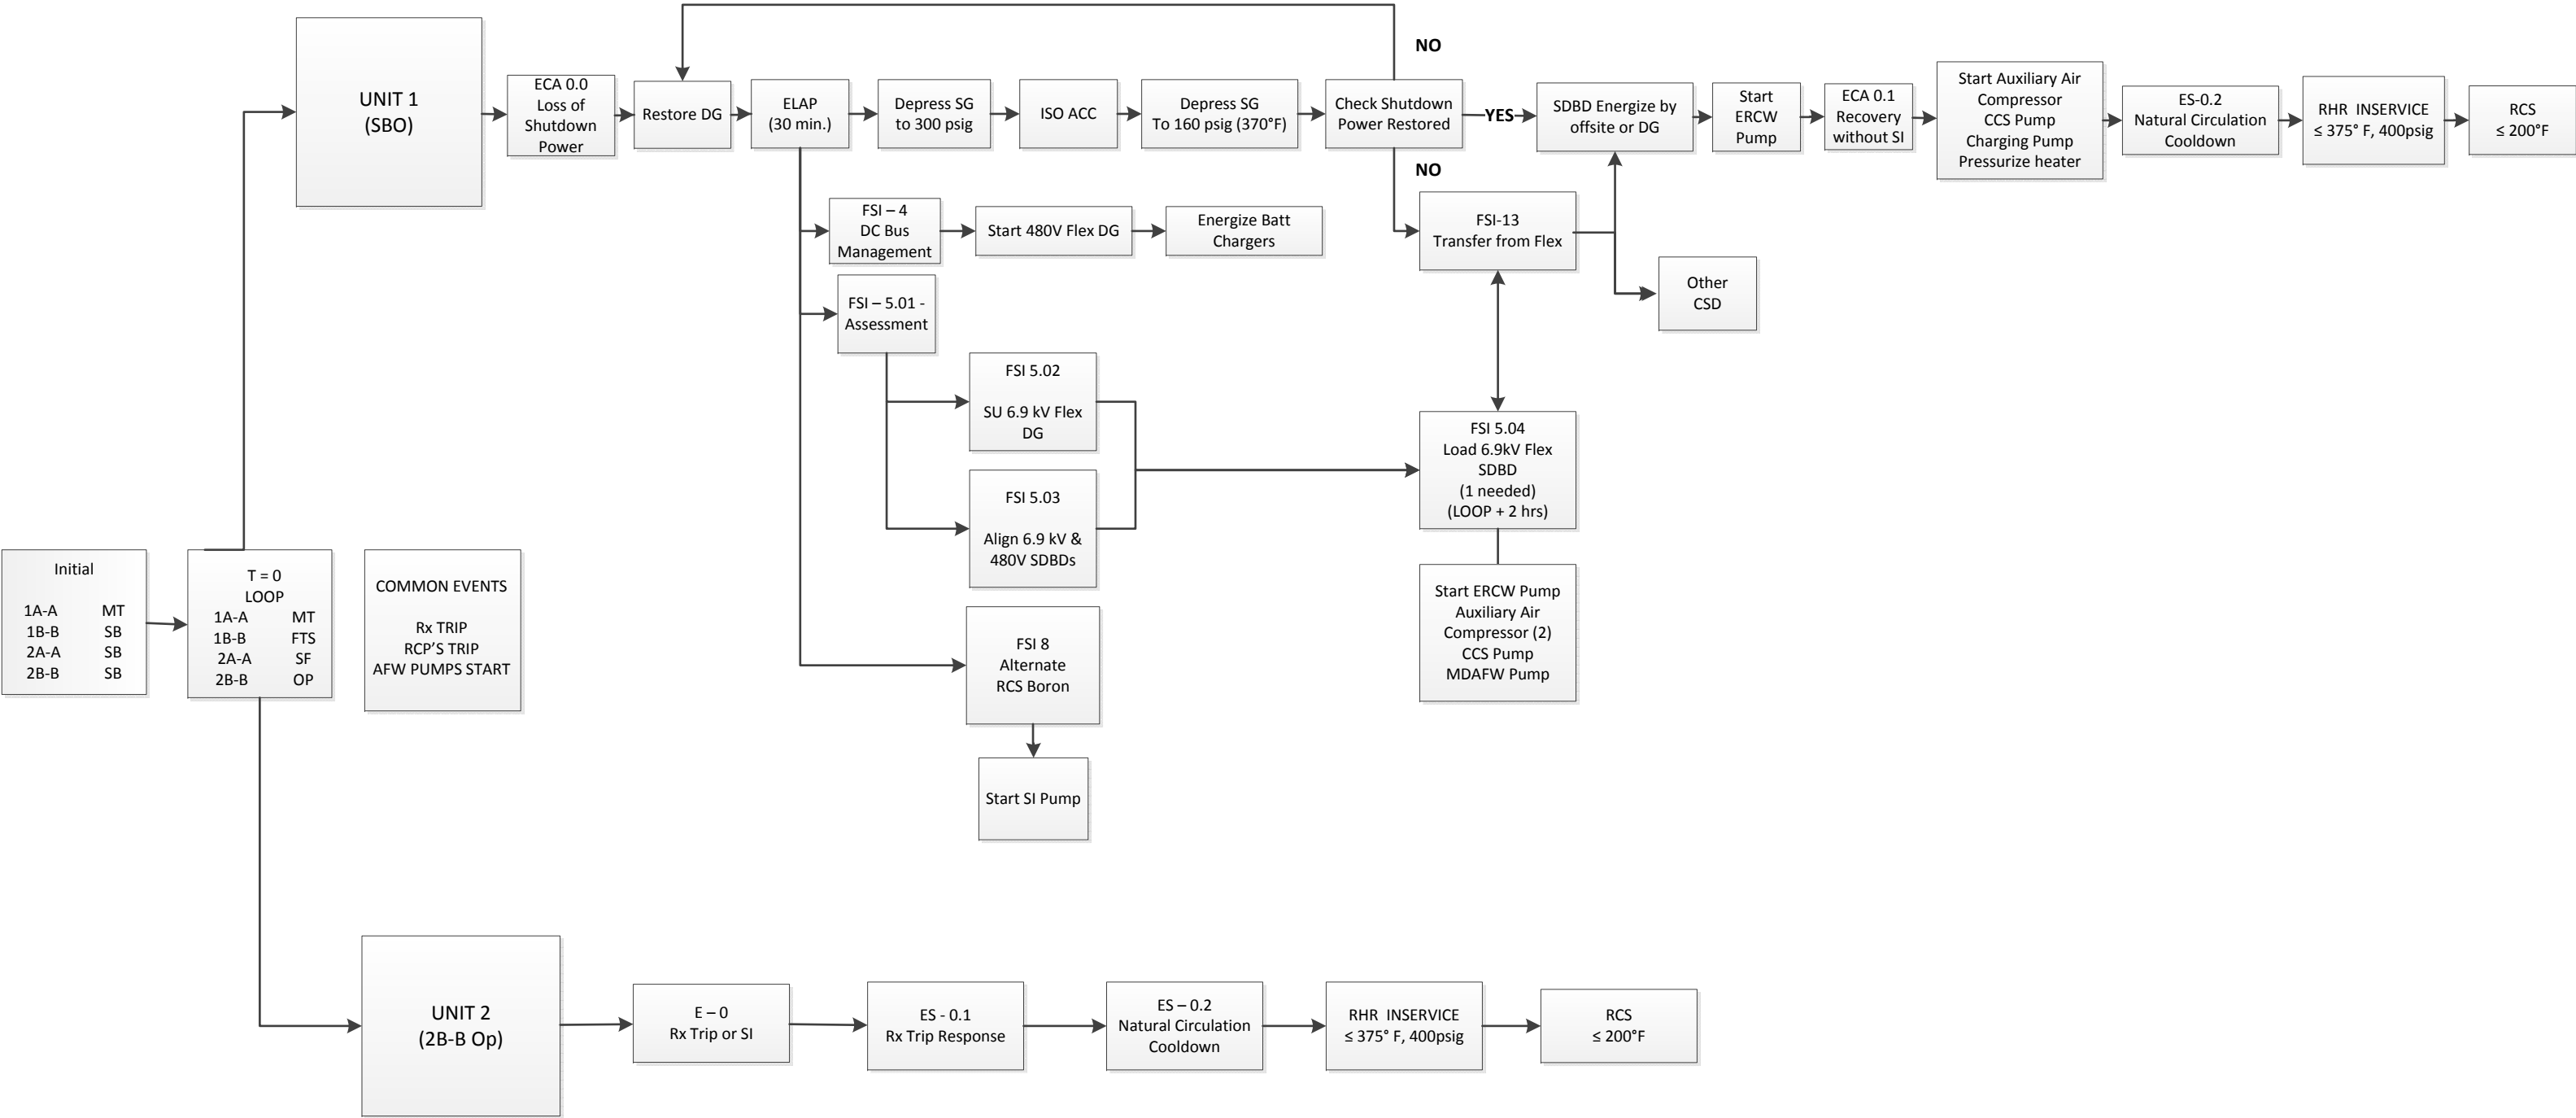 NO
UNIT 1
(SBO)
ECA 0.0
Loss of
Shutdown
Power
Restore DG
ELAP
(30 min.)
Depress SG
to 300 psig
ISO ACC
Depress SG
To 160 psig (370°F)
Check Shutdown
Power Restored
YES
SDBD Energize by
offsite or DG
Start
ERCW
Pump
ECA 0.1
Recovery
without SI
Start Auxiliary Air
Compressor
CCS Pump
Charging Pump
Pressurize heater
ES-0.2
Natural Circulation
Cooldown
RHR INSERVICE
≤ 375° F, 400psig
RCS
≤ 200°F
NO
FSI – 4
DC Bus
Management
Start 480V Flex DG
Energize Batt
Chargers
FSI-13
Transfer from Flex
Other
CSD
FSI – 5.01 -
Assessment
FSI 5.02
SU 6.9 kV Flex
DG
FSI 5.03
Align 6.9 kV &
480V SDBDs
FSI 5.04
Load 6.9kV Flex
SDBD
(1 needed)
(LOOP + 2 hrs)
Start ERCW Pump
Auxiliary Air
Compressor (2)
CCS Pump
MDAFW Pump
Initial
1A-A MT
1B-B SB
2A-A SB
2B-B SB
T = 0
LOOP
1A-A MT
1B-B FTS
2A-A SF
2B-B OP
COMMON EVENTS
Rx TRIP
RCP'S TRIP
AFW PUMPS START
FSI 8
Alternate
RCS Boron
Start SI Pump
UNIT 2
(2B-B Op)
E – 0
Rx Trip or SI
ES - 0.1
Rx Trip Response
ES – 0.2
Natural Circulation
Cooldown
RHR INSERVICE
≤ 375° F, 400psig
RCS
≤ 200°F